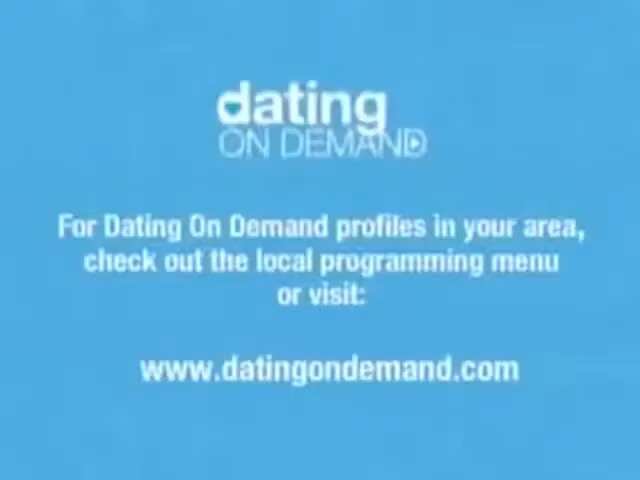 dating
ON DEMAND
For Dating On Demand profiles in your area,
check out the local programming menu
or visit:
www.datingondemand.com